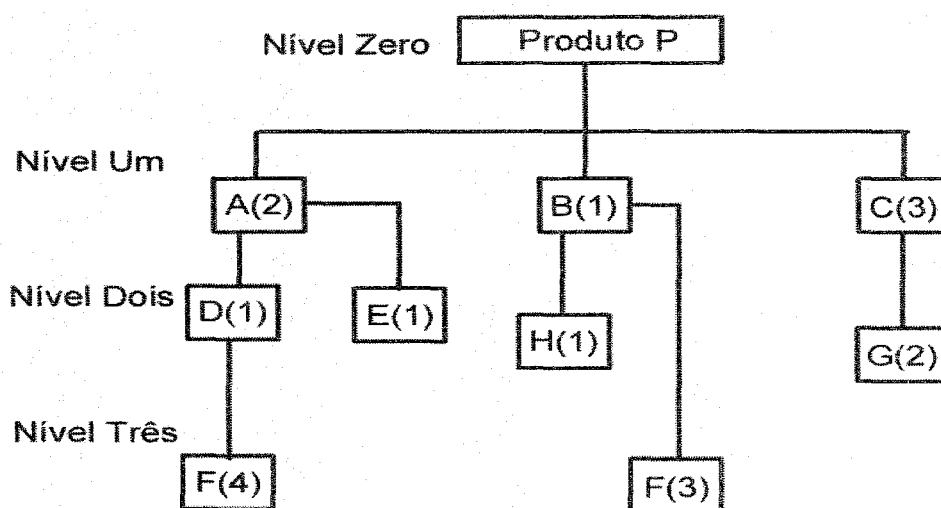 Nível Zero
Produto P
Nível Um
A(2)
B(1)
C(3)
Nível Dois
D(1)
E(1)
H(1)
G(2)
Nível Três
F(4)
F(3)